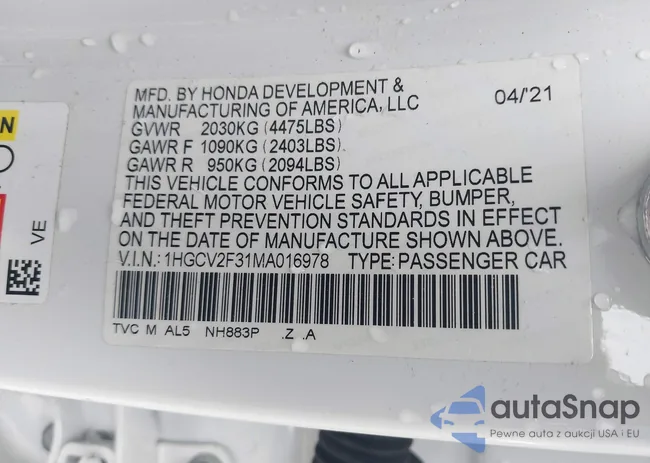 MFD. BY HONDA DEVELOPMENT &
MANUFACTURING OF AMERICA, LLC 04/'21
GVWR 2030KG (4475LBS)
GAWR F 1090KG (2403LBS)
GAWR R 950KG (2094LBS)
THIS VEHICLE CONFORMS TO ALL APPLICABLE
FEDERAL MOTOR VEHICLE SAFETY, BUMPER,
AND THEFT PREVENTION STANDARDS IN EFFECT
ON THE DATE OF MANUFACTURE SHOWN ABOVE.
V.I.N.: 1HGCV2F31MA016978 TYPE: PASSENGER CAR
TVC M AL5 NH883P .Z .A
N
VE
autaSnap
Pewne auta z aukcji USA i EU